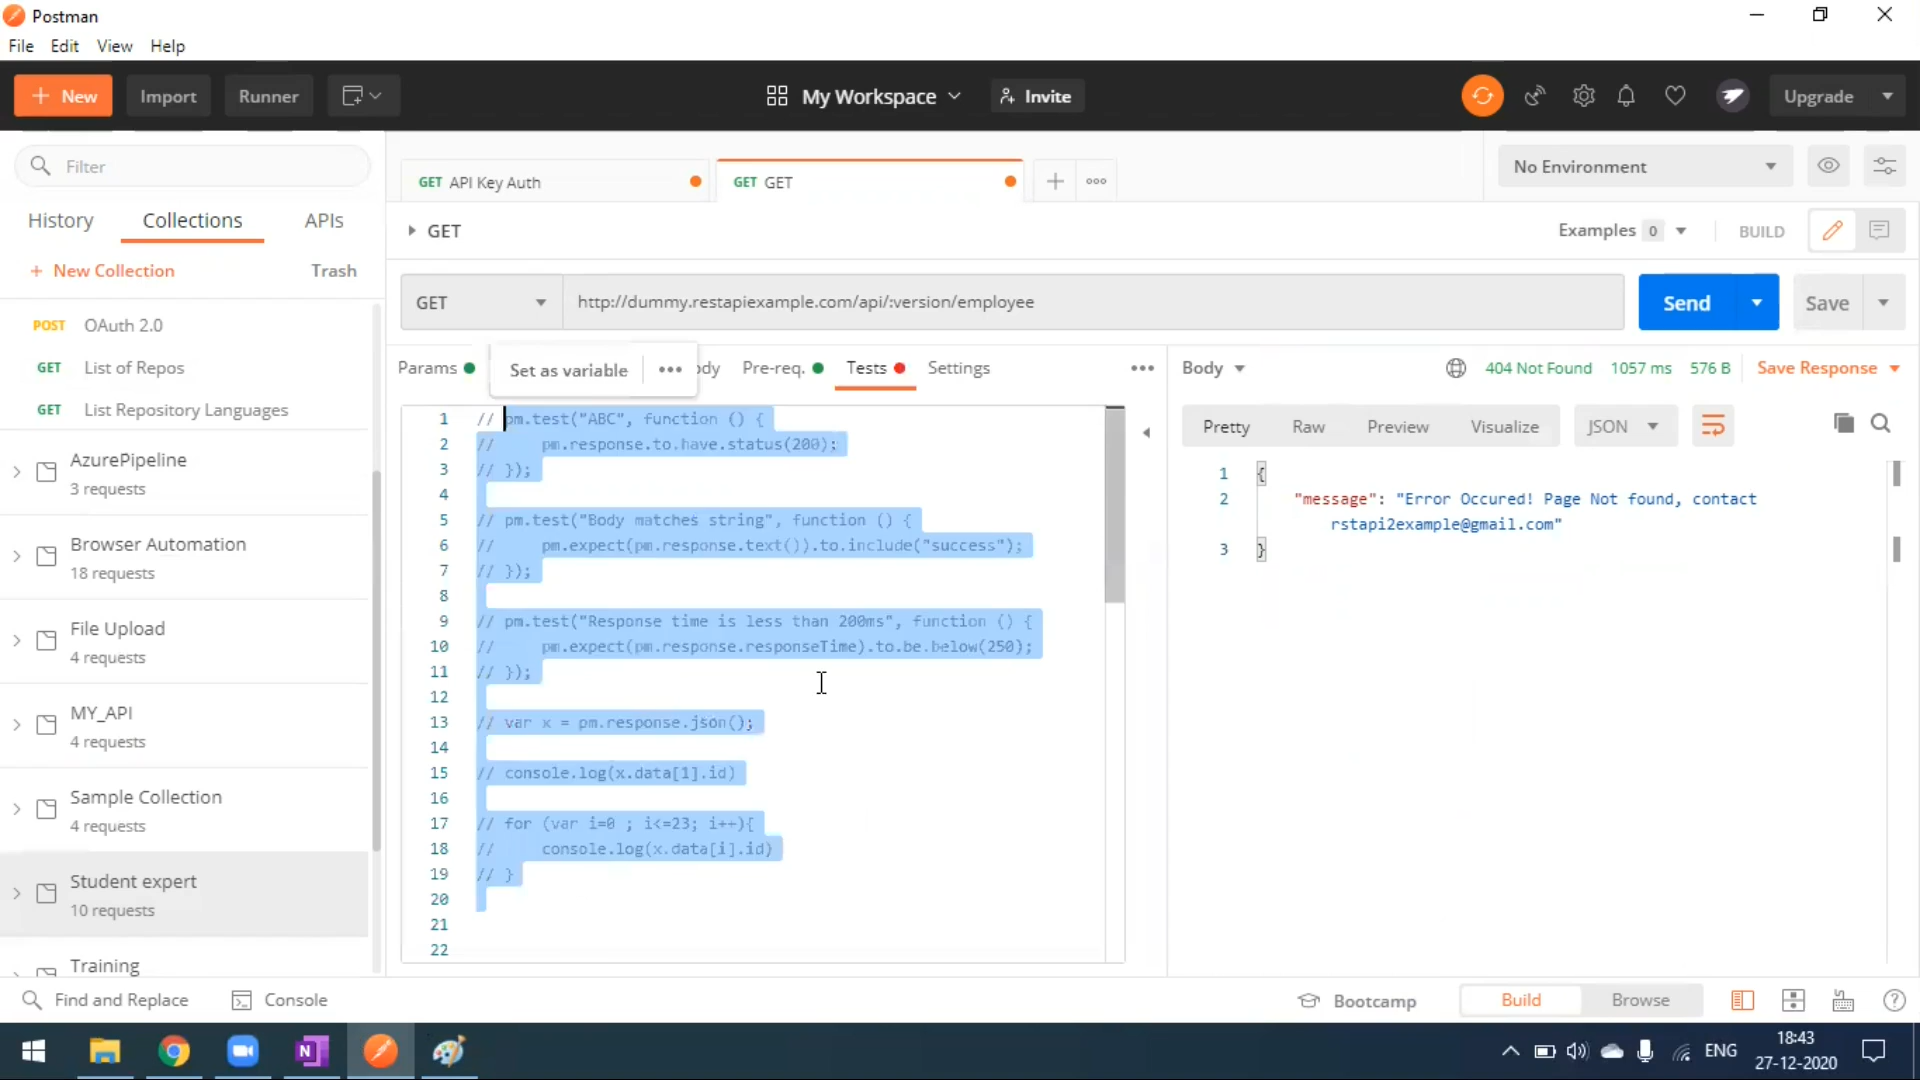 Postman
File Edit View Help
+ New Import Runner My Workspace Invite Upgrade
Filter
History Collections APIs
+ New Collection Trash
POST OAuth 2.0
GET List of Repos
GET List Repository Languages
AzurePipeline
3 requests
Browser Automation
18 requests
File Upload
4 requests
MY_API
4 requests
Sample Collection
4 requests
Student expert
10 requests
Training
GET API Key Auth GET GET + No Environment
GET Examples 0 BUILD
GET http://dummy.restapiexample.com/api/:version/employee Send Save
Params Set as variable ody Pre-req. Tests Settings
1 // pm.test("ABC", function () {
2 //     pm.response.to.have.status(200);
3 // });
4
5 // pm.test("Body matches string", function () {
6 //     pm.expect(pm.response.text()).to.include("success");
7 // });
8
9 // pm.test("Response time is less than 200ms", function () {
10 //     pm.expect(pm.response.responseTime).to.be.below(250);
11 // });
12
13 // var x = pm.response.json();
14
15 // console.log(x.data[1].id)
16
17 // for (var i=0 ; i<=23; i++){
18 //     console.log(x.data[i].id)
19 // }
20
21
22
Body 404 Not Found 1057 ms 576 B Save Response
Pretty Raw Preview Visualize JSON
1 {
2 "message": "Error Occured! Page Not found, contact
rstapi2example@gmail.com"
3 }
Find and Replace Console Bootcamp Build Browse
ENG 18:43
27-12-2020